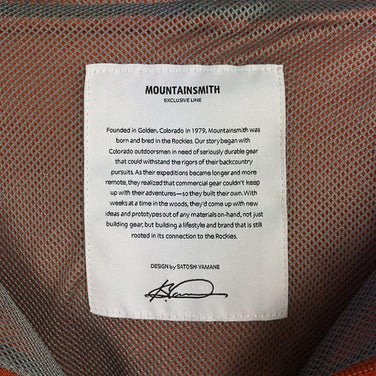 MOUNTAINSMITH
EXCLUSIVE LINE
Founded in Golden, Colorado in 1979, Mountainsmith was
born and bred in the Rockies. Our story began with
Colorado outdoorsmen in need of seriously durable gear
that could withstand the rigors of their backcountry
pursuits. As their expeditions became longer and more
remote, they realized that commercial gear couldn't keep
up with their adventures—so they built their own. With
weeks at a time in the woods, they'd come up with new
ideas and prototypes out of any materials on-hand, not just
building gear, but building a lifestyle and brand that is still
rooted in its connection to the Rockies.
DESIGN by SATOSHI YAMANE